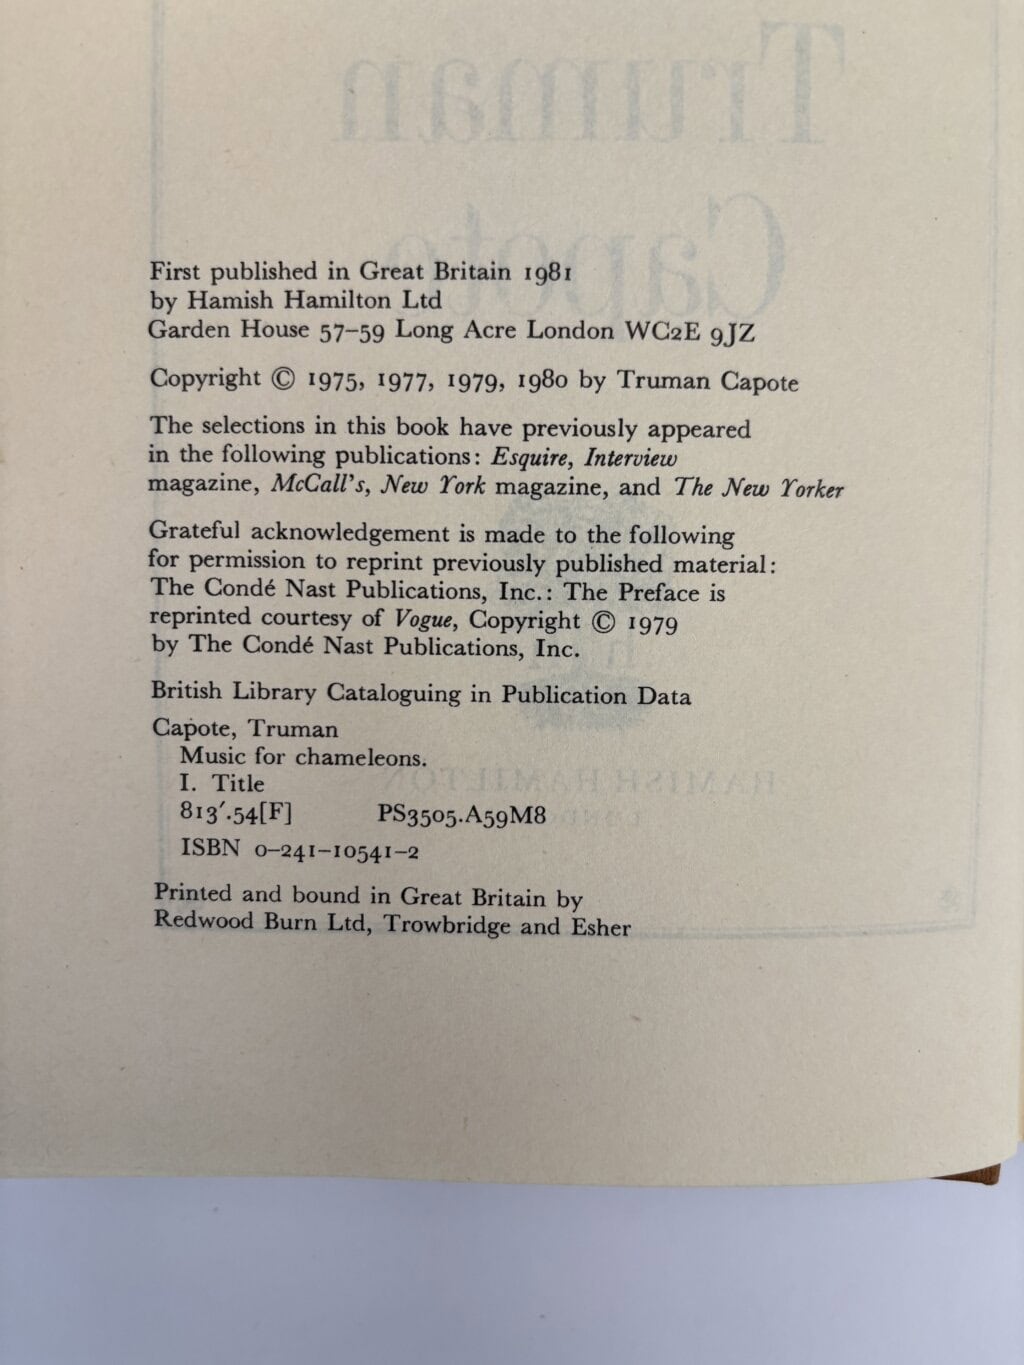 Truman
Capote
First published in Great Britain 1981
by Hamish Hamilton Ltd
Garden House 57–59 Long Acre London WC2E 9JZ
Copyright © 1975, 1977, 1979, 1980 by Truman Capote
The selections in this book have previously appeared
in the following publications: Esquire, Interview
magazine, McCall's, New York magazine, and The New Yorker
Grateful acknowledgement is made to the following
for permission to reprint previously published material:
The Condé Nast Publications, Inc.: The Preface is
reprinted courtesy of Vogue, Copyright © 1979
by The Condé Nast Publications, Inc.
British Library Cataloguing in Publication Data
Capote, Truman
Music for chameleons.
I. Title
813′.54[F] PS3505.A59M8
HAMISH HAMILTON
LONDON
ISBN 0–241–10541–2
Printed and bound in Great Britain by
Redwood Burn Ltd, Trowbridge and Esher